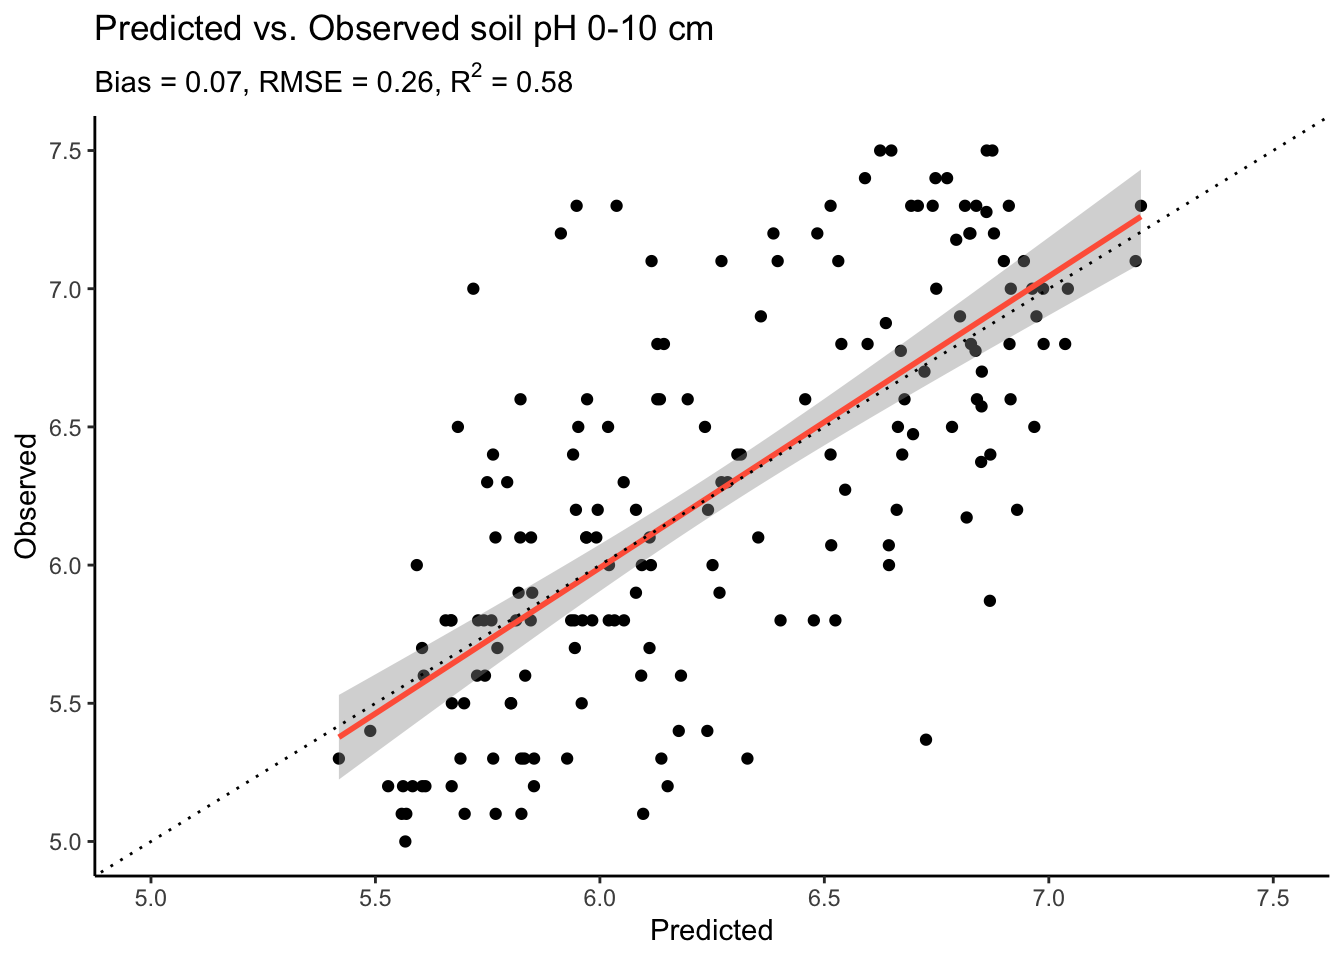 Predicted vs. Observed soil pH 0-10 cm
Bias = 0.07, RMSE = 0.26, R² = 0.58
7.5
7.0
6.5
6.0
5.5
5.0
Observed
5.0 5.5 6.0 6.5 7.0 7.5
Predicted